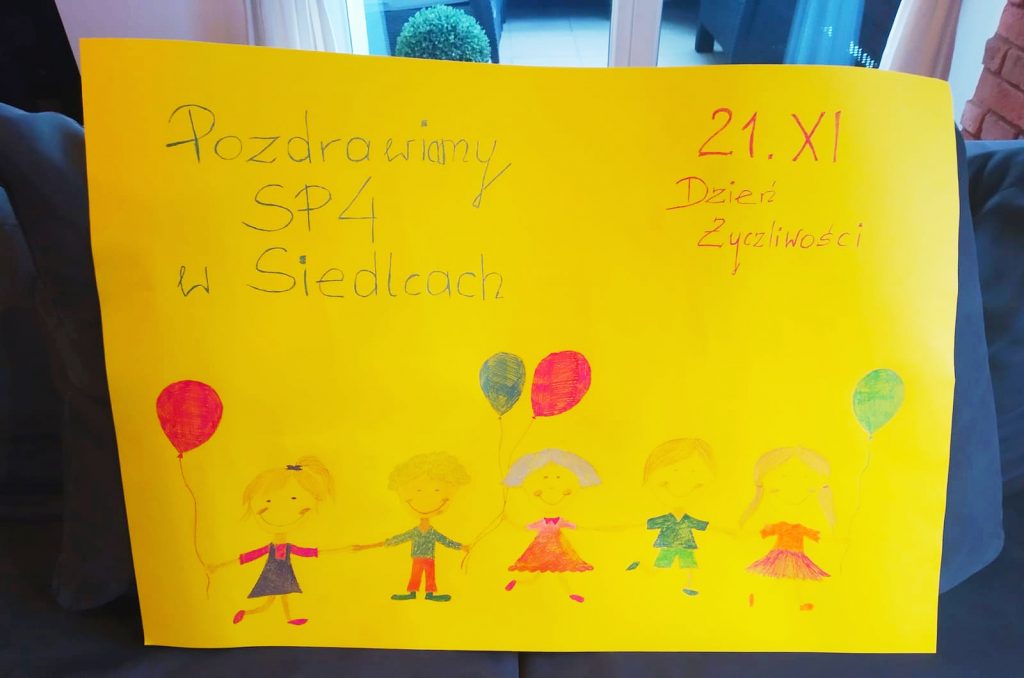 Pozdrawiamy
SP4
w Siedlcach
21. XI
Dzień
Życzliwości